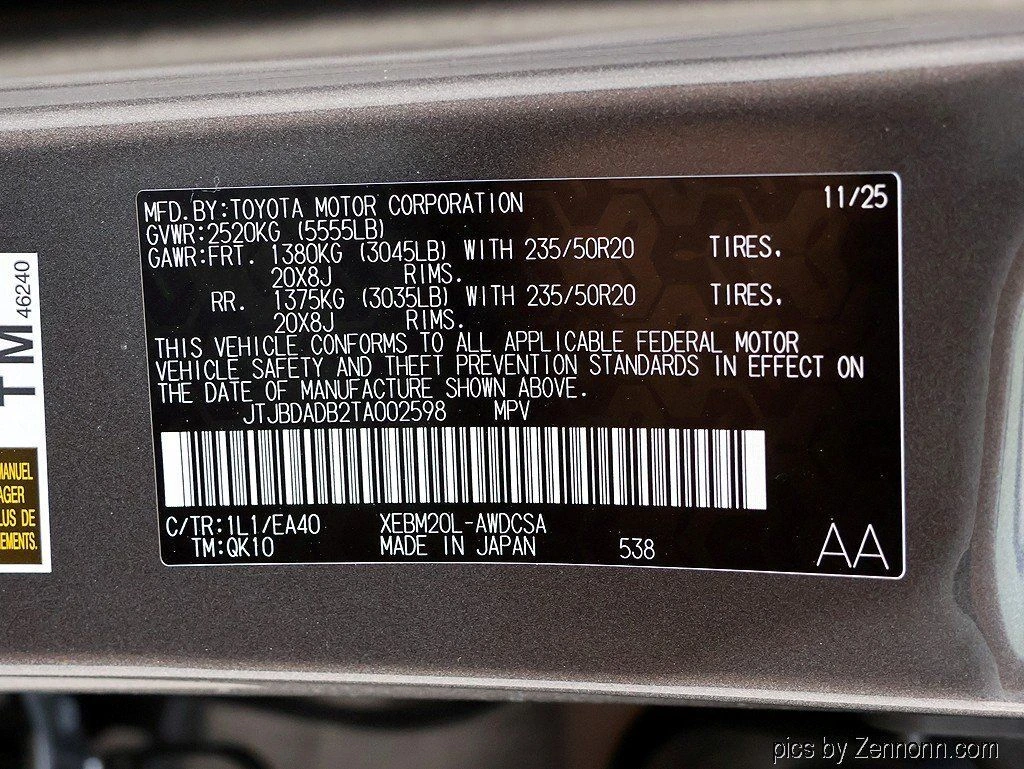 MFD.BY:TOYOTA MOTOR CORPORATION 11/25
GVWR:2520KG (5555LB)
GAWR:FRT. 1380KG (3045LB) WITH 235/50R20 TIRES.
20X8J RIMS.
RR. 1375KG (3035LB) WITH 235/50R20 TIRES.
20X8J RIMS.
THIS VEHICLE CONFORMS TO ALL APPLICABLE FEDERAL MOTOR
VEHICLE SAFETY AND THEFT PREVENTION STANDARDS IN EFFECT ON
THE DATE OF MANUFACTURE SHOWN ABOVE.
JTJBDADB2TA002598 MPV
C/TR:1L1/EA40 XEBM20L-AWDCSA
TM:QK10 MADE IN JAPAN 538
AA
TM
46240
MANUEL
AGER
LUS DE
EMENTS.
pics by Zennonn.com